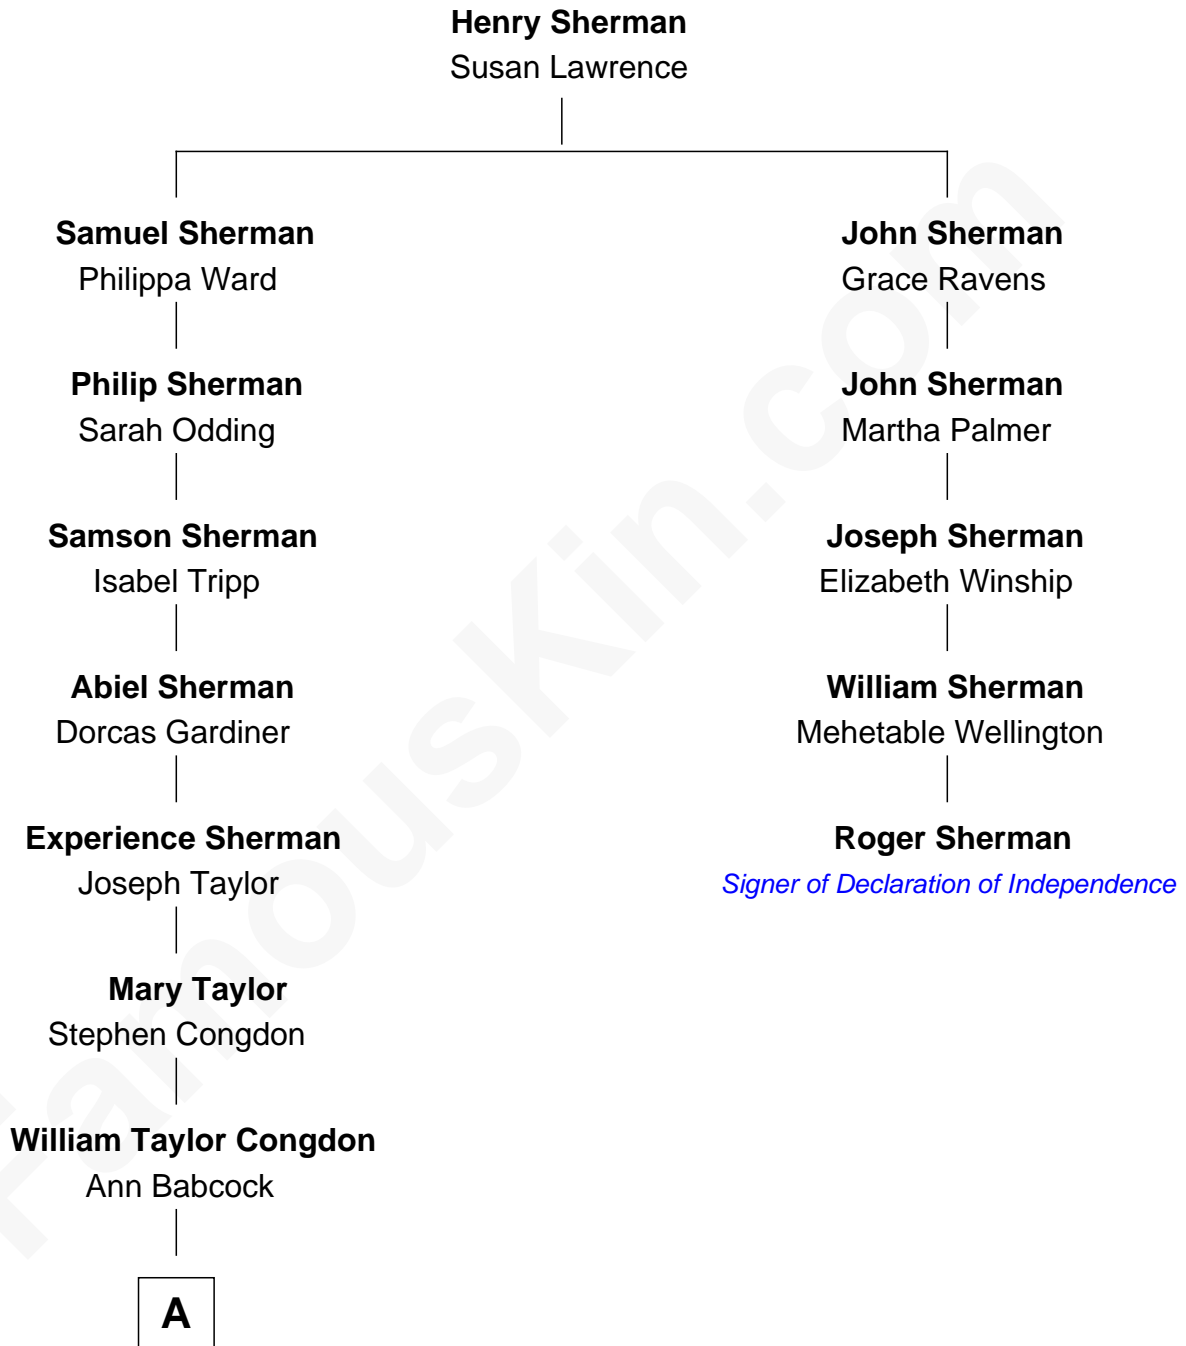 Henry Sherman
Susan Lawrence
Samuel Sherman
Philippa Ward
Philip Sherman
Sarah Odding
Samson Sherman
Isabel Tripp
Abiel Sherman
Dorcas Gardiner
Experience Sherman
Joseph Taylor
Mary Taylor
Stephen Congdon
William Taylor Congdon
Ann Babcock
A
John Sherman
Grace Ravens
John Sherman
Martha Palmer
Joseph Sherman
Elizabeth Winship
William Sherman
Mehetable Wellington
Roger Sherman
Signer of Declaration of Independence
FamousKin.com